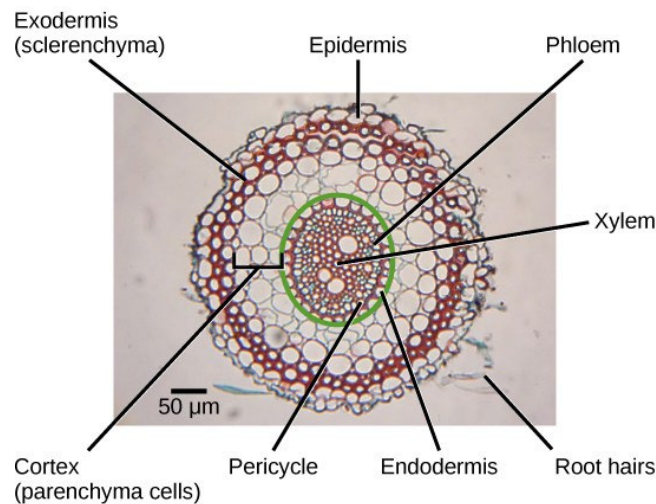 Exodermis
(sclerenchyma)
Epidermis
Phloem
Xylem
50 µm
Cortex
(parenchyma cells)
Pericycle
Endodermis
Root hairs